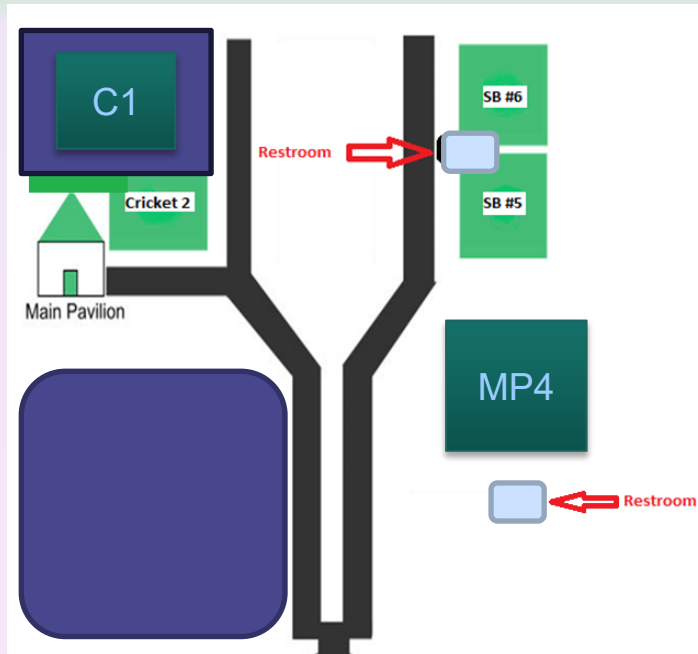 C1
SB #6
Restroom
Cricket 2
SB #5
Main Pavilion
MP4
Restroom